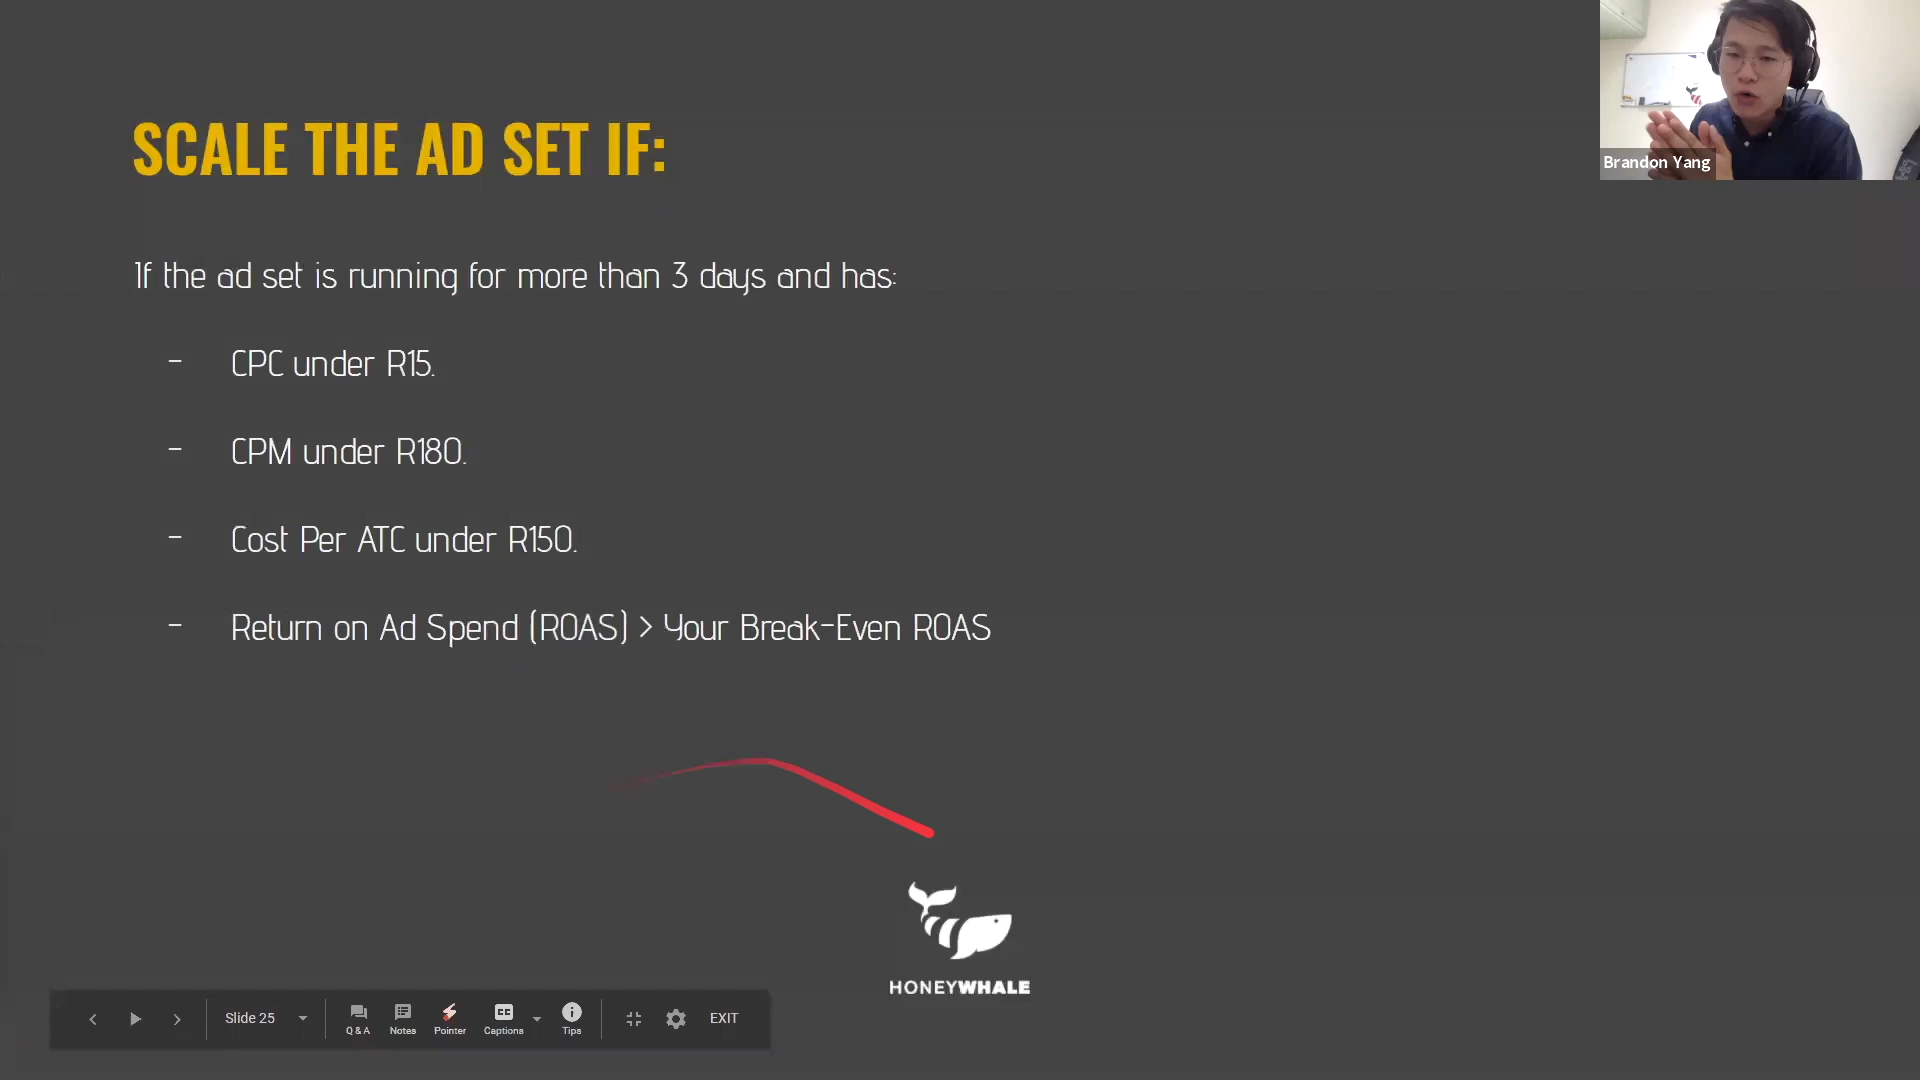 SCALE THE AD SET IF:
Brandon Yang
If the ad set is running for more than 3 days and has:
- CPC under R15.
- CPM under R180.
- Cost Per ATC under R150.
- Return on Ad Spend (ROAS) > Your Break-Even ROAS
HONEYWHALE
Slide 25
Q & A
Notes
Pointer
CC
Captions
Tips
EXIT